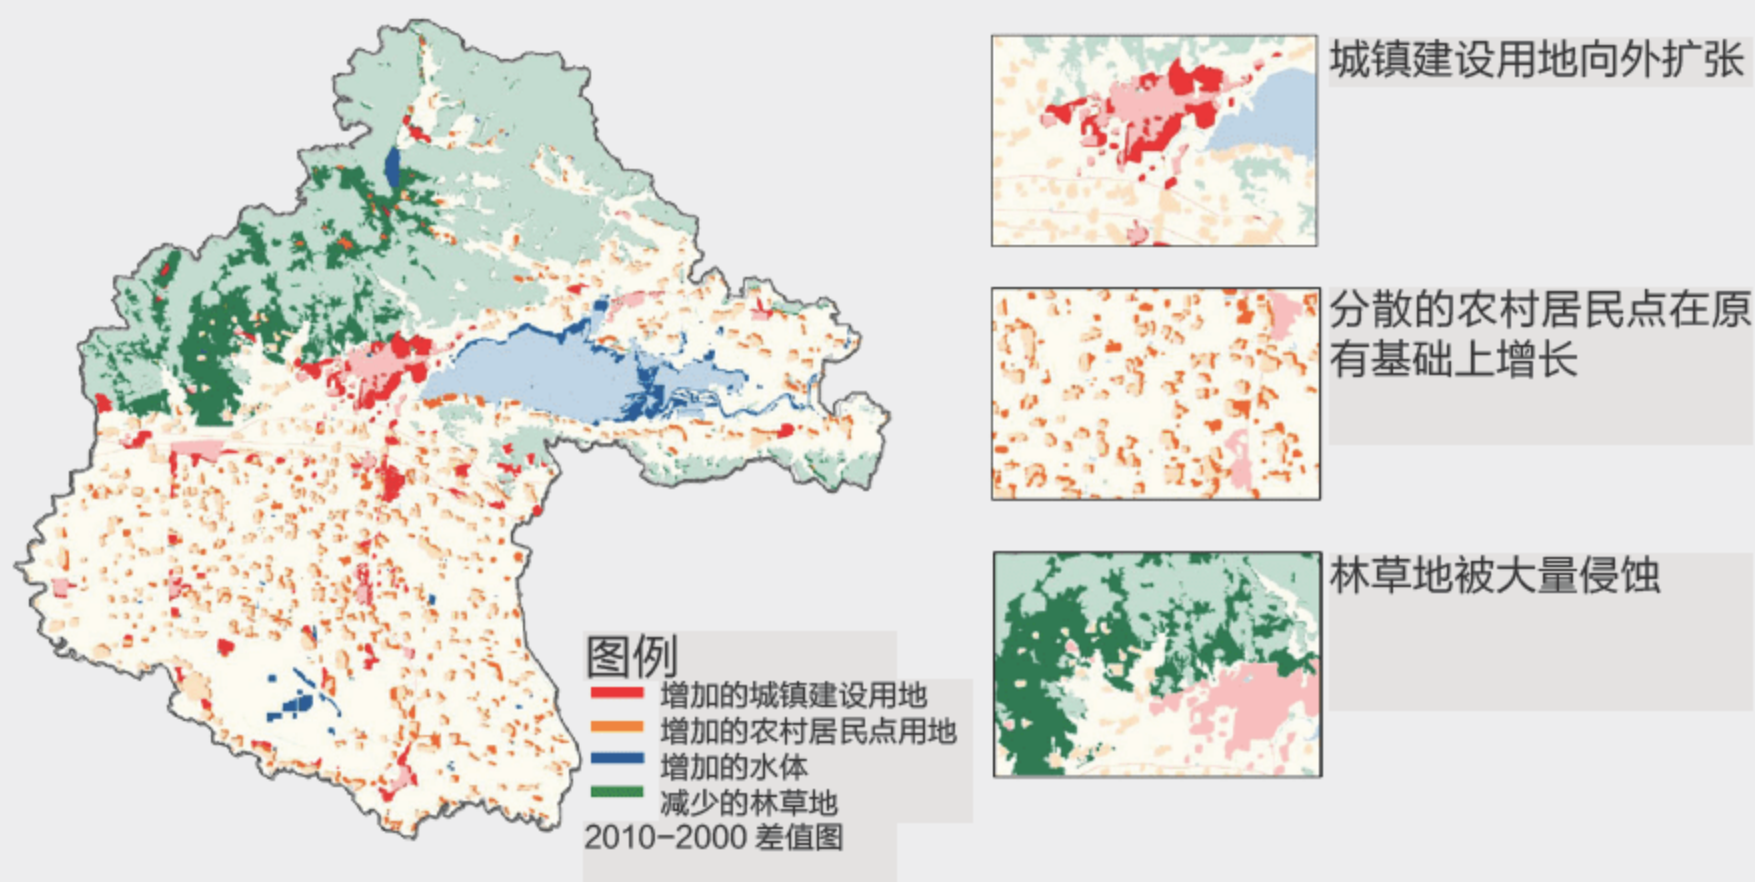 城镇建设用地向外扩张
分散的农村居民点在原
有基础上增长
林草地被大量侵蚀
图例
增加的城镇建设用地
增加的农村居民点用地
增加的水体
减少的林草地
2010-2000 差值图